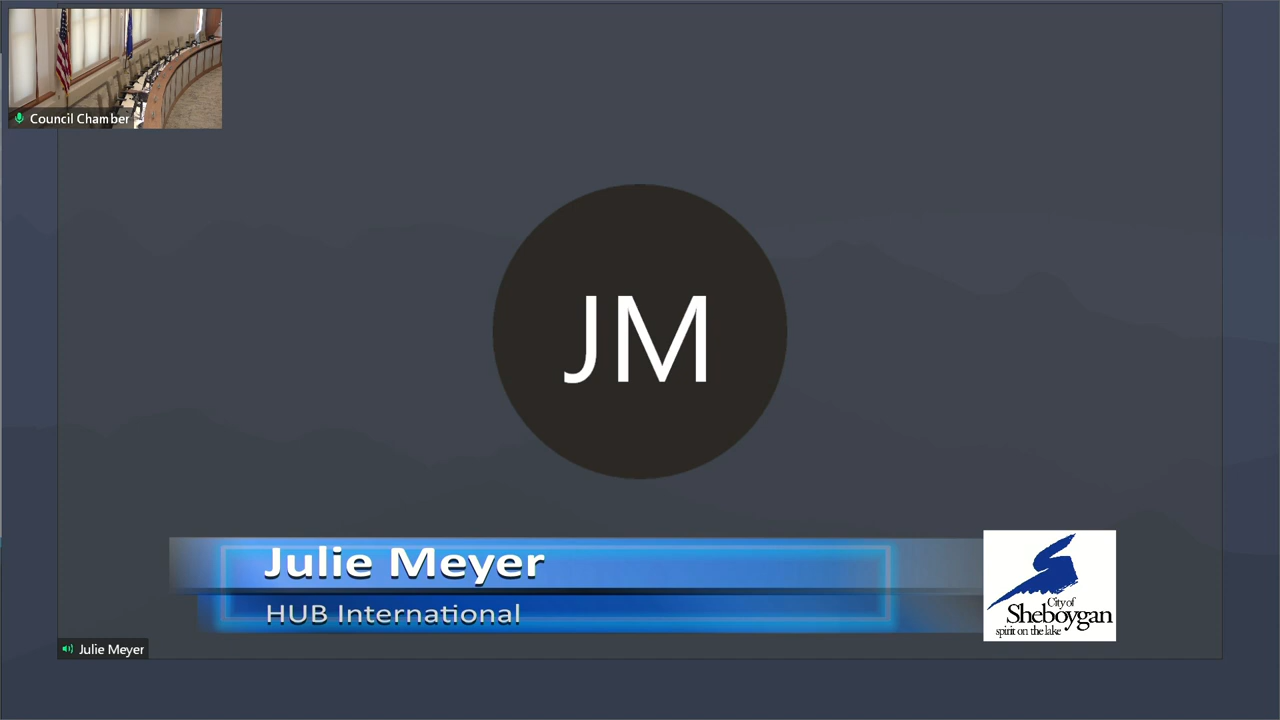 Council Chamber
JM
Julie Meyer
HUB International
City of
Sheboygan
spirit on the lake
Julie Meyer